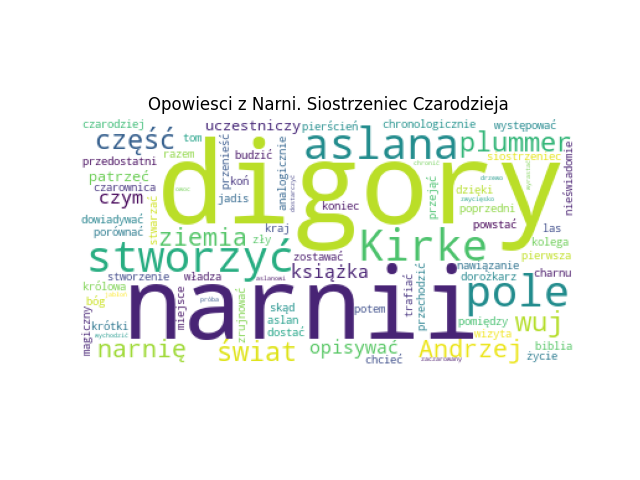 Opowiesci z Narni. Siostrzeniec Czarodzieja
czarodziej
uczestniczy
pierścień
chronologicznie
występować
część
tom
digory
aslana
plummer
przedostatni
razem
przenieść
budzić
analogicznie
siostrzeniec
nieświadomie
patrzeć
czarownica
koń
chronić
drzewo
czym
jadis
dostarczyć
koniec
przejąć
dzięki
zwycięsko
poprzedni
dowiadywać
porównać
stwarzać
ziemia
zły
kraj
Kirke
powstać
las
kolega
pierwsza
stworzyć
zostawać
książka
nawiązanie
charnu
stworzenie
władza
aslanowi
trafiać
przechodzić
pole
dorożkarz
królowa
bóg
narnii
miejsce
zrujnować
próba
skąd
aslan
dostać
potem
pomiędzy
wizyta
wuj
krótki
wychodzić
magiczny
narnię
świat
opisywać
chcieć
Andrzej
zaczarowany
biblia
życie